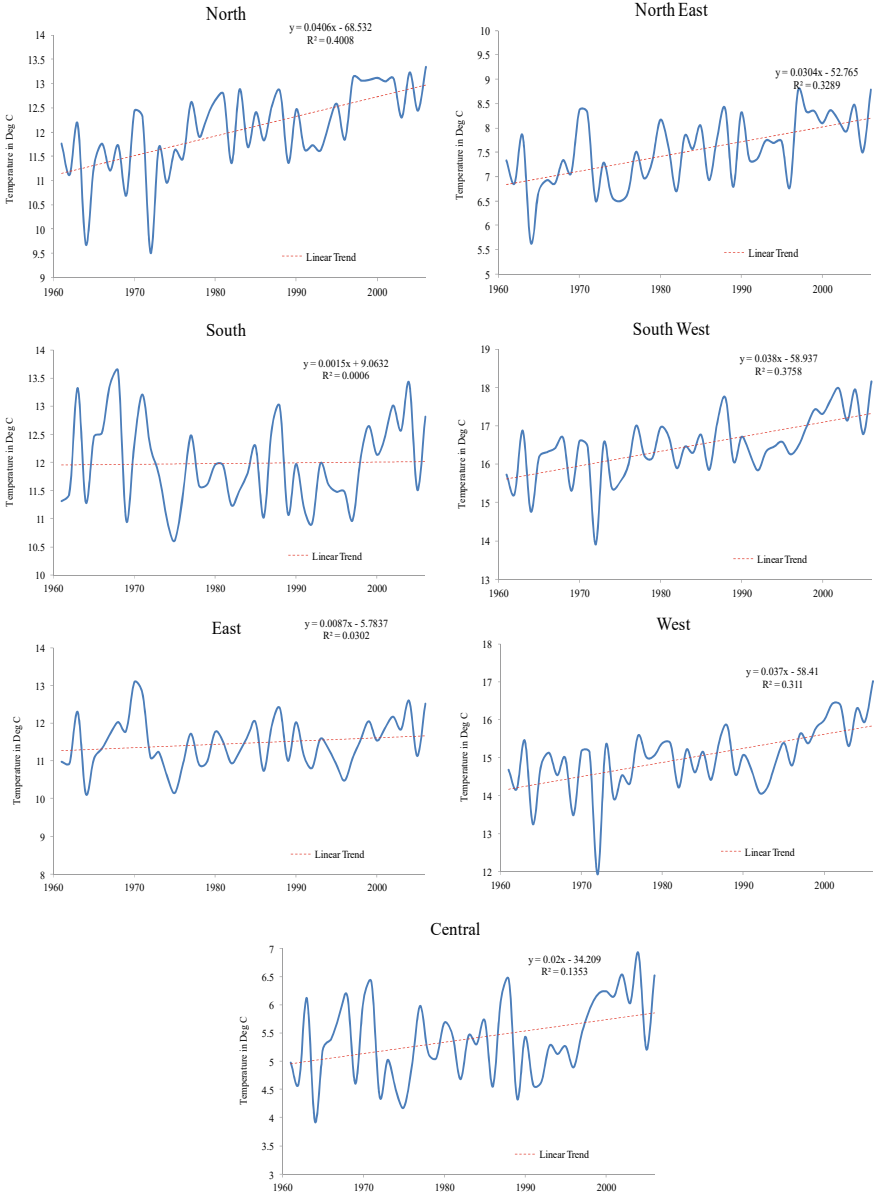 North
y = 0.0406x - 68.532
R² = 0.4008
Temperature in Deg C
14
13.5
13
12.5
12
11.5
11
10.5
10
9.5
9
Linear Trend
1960 1970 1980 1990 2000
North East
y = 0.0304x - 52.765
R² = 0.3289
Temperature in Deg C
10
9.5
9
8.5
8
7.5
7
6.5
6
5.5
5
Linear Trend
1960 1970 1980 1990 2000
South
y = 0.0015x + 9.0632
R² = 0.0006
Temperature in Deg C
14
13.5
13
12.5
12
11.5
11
10.5
10
Linear Trend
1960 1970 1980 1990 2000
South West
y = 0.038x - 58.937
R² = 0.3758
Temperature in Deg C
19
18
17
16
15
14
13
Linear Trend
1960 1970 1980 1990 2000
East
y = 0.0087x - 5.7837
R² = 0.0302
Temperature in Deg C
14
13
12
11
10
9
8
Linear Trend
1960 1970 1980 1990 2000
West
y = 0.037x - 58.41
R² = 0.311
Temperature in Deg C
18
17
16
15
14
13
12
Linear Trend
1960 1970 1980 1990 2000
Central
y = 0.02x - 34.209
R² = 0.1353
Temperature in Deg C
7
6.5
6
5.5
5
4.5
4
3.5
3
Linear Trend
1960 1970 1980 1990 2000